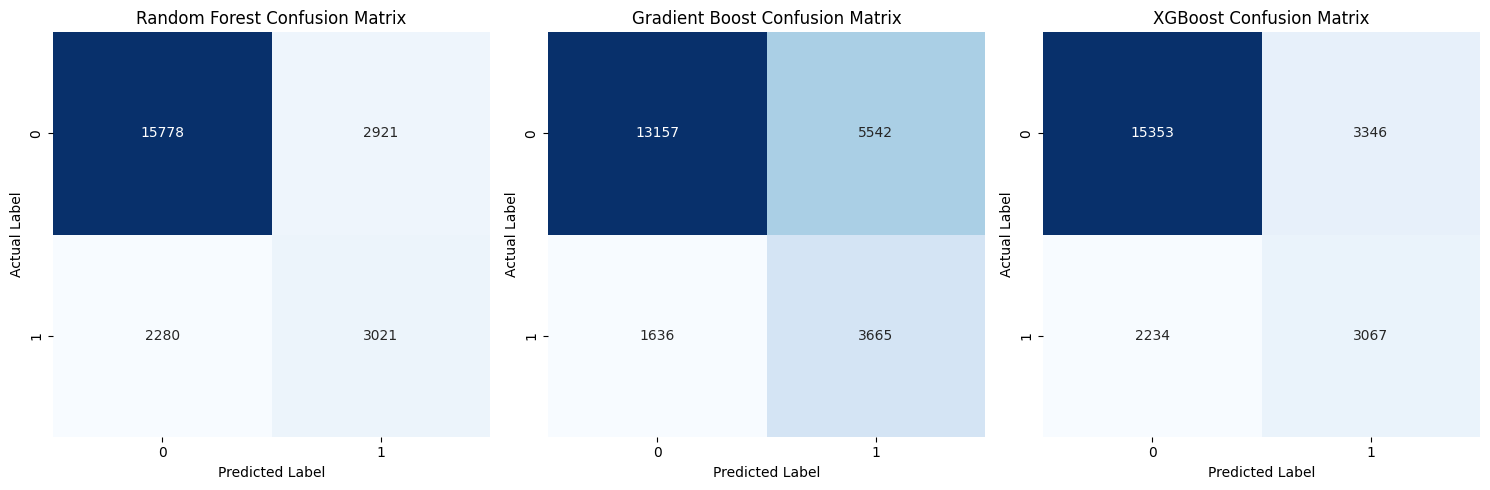 Random Forest Confusion Matrix
Actual Label
0
15778
2921
1
2280
3021
0
1
Predicted Label
Gradient Boost Confusion Matrix
Actual Label
0
13157
5542
1
1636
3665
0
1
Predicted Label
XGBoost Confusion Matrix
Actual Label
0
15353
3346
1
2234
3067
0
1
Predicted Label